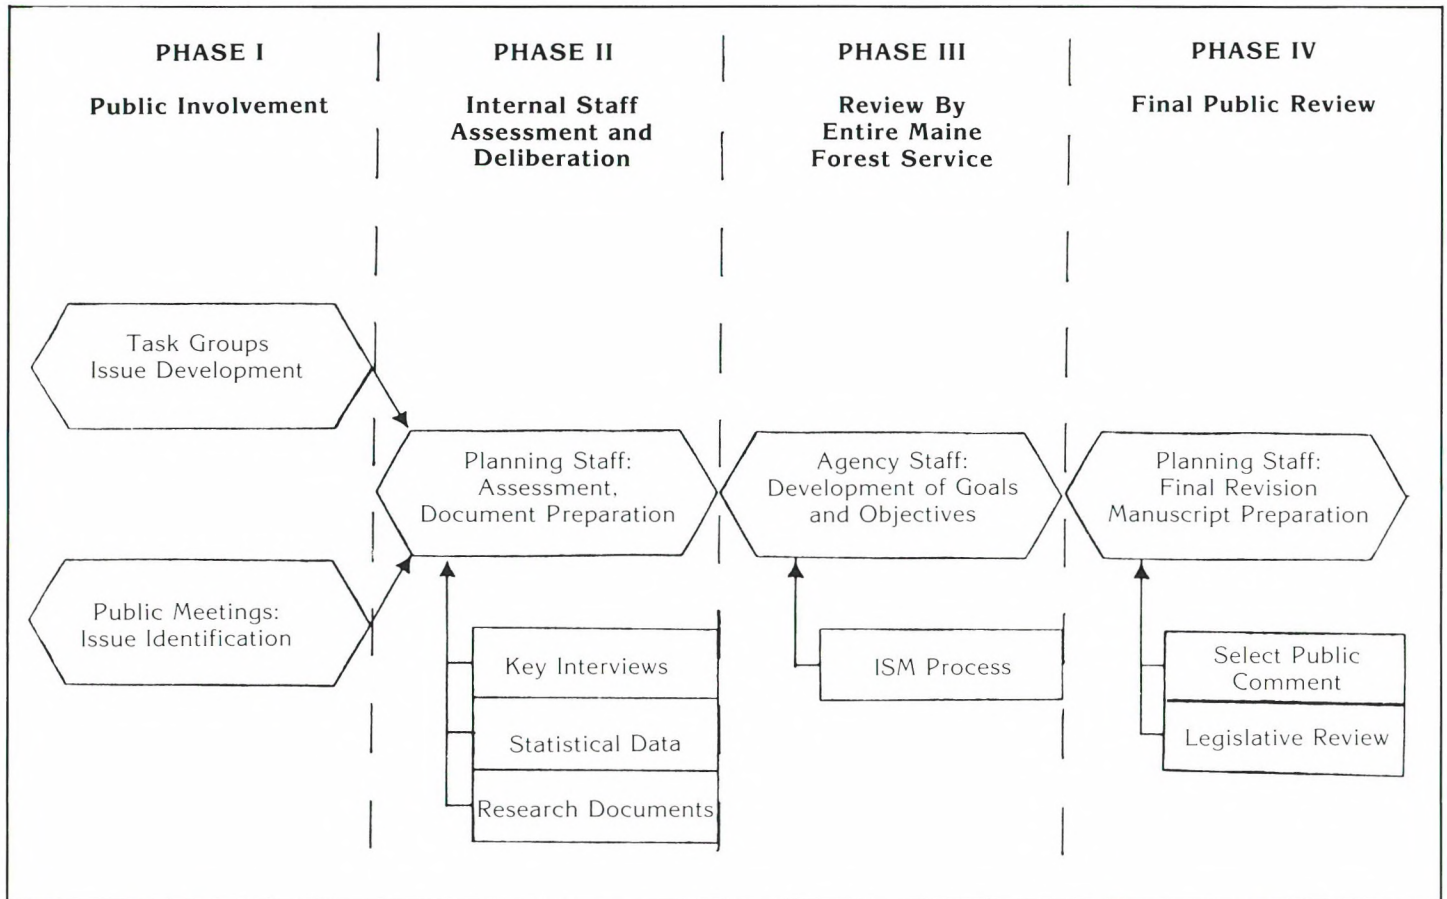 PHASE I
Public Involvement
PHASE II
Internal Staff
Assessment and
Deliberation
PHASE III
Review By
Entire Maine
Forest Service
PHASE IV
Final Public Review
Task Groups
Issue Development
Public Meetings:
Issue Identification
Planning Staff:
Assessment,
Document Preparation
Key Interviews
Statistical Data
Research Documents
Agency Staff:
Development of Goals
and Objectives
ISM Process
Planning Staff:
Final Revision
Manuscript Preparation
Select Public
Comment
Legislative Review